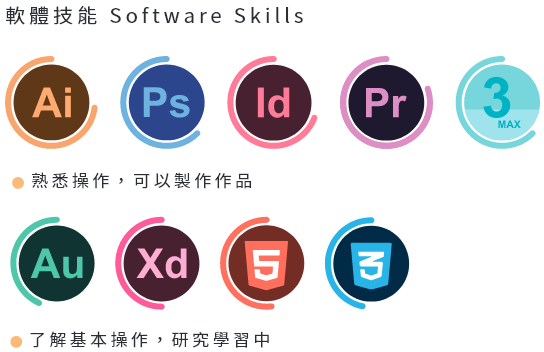 軟體技能 Software Skills
Ai Ps Id Pr 3 MAX
熟悉操作，可以製作作品
Au Xd 5 3
了解基本操作，研究學習中